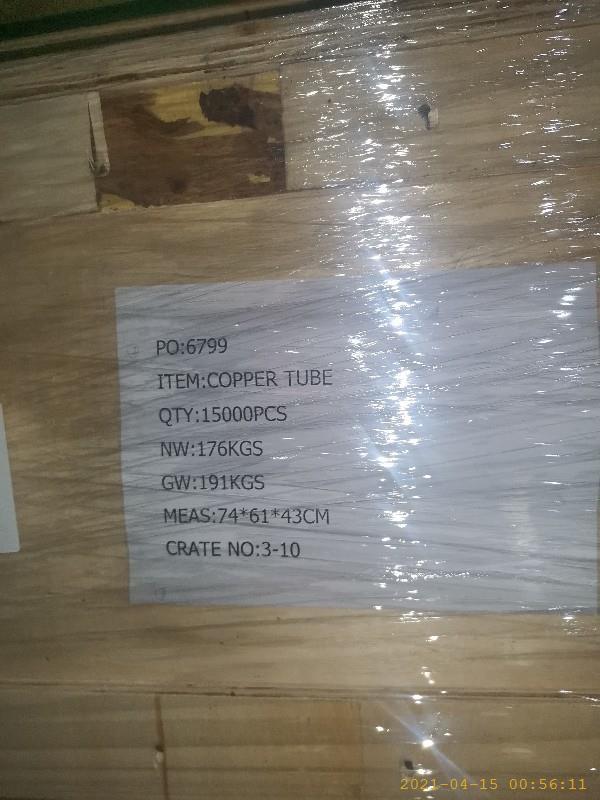 PO:6799
ITEM:COPPER TUBE
QTY:15000PCS
NW:176KGS
GW:191KGS
MEAS:74*61*43CM
CRATE NO:3-10
2021-04-15 00:56:11